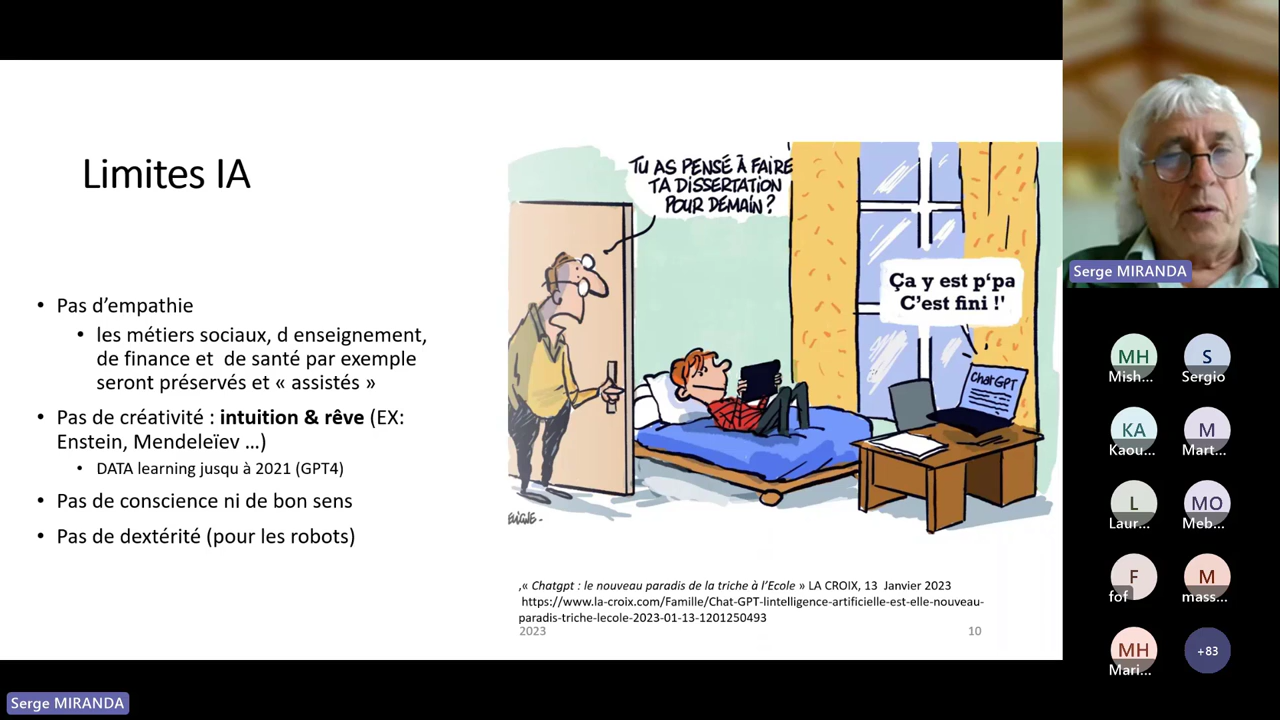 Limites IA
• Pas d’empathie
• les métiers sociaux, d enseignement,
de finance et de santé par exemple
seront préservés et « assistés »
• Pas de créativité : intuition & rêve (EX:
Enstein, Mendeleïev …)
• DATA learning jusqu à 2021 (GPT4)
• Pas de conscience ni de bon sens
• Pas de dextérité (pour les robots)
TU AS PENSÉ À FAIRE
TA DISSERTATION
POUR DEMAIN ?
Ça y est p‘pa
C’est fini !'
ChatGPT
,« Chatgpt : le nouveau paradis de la triche à l’Ecole » LA CROIX, 13 Janvier 2023
https://www.la-croix.com/Famille/Chat-GPT-lintelligence-artificielle-est-elle-nouveau-
paradis-triche-lecole-2023-01-13-1201250493
2023
10
Serge MIRANDA
MH
Mish...
S
Sergio
KA
Kaou...
M
Mart...
L
Laur...
MO
Meb...
F
fof
M
mass...
MH
Mari...
+83
Serge MIRANDA